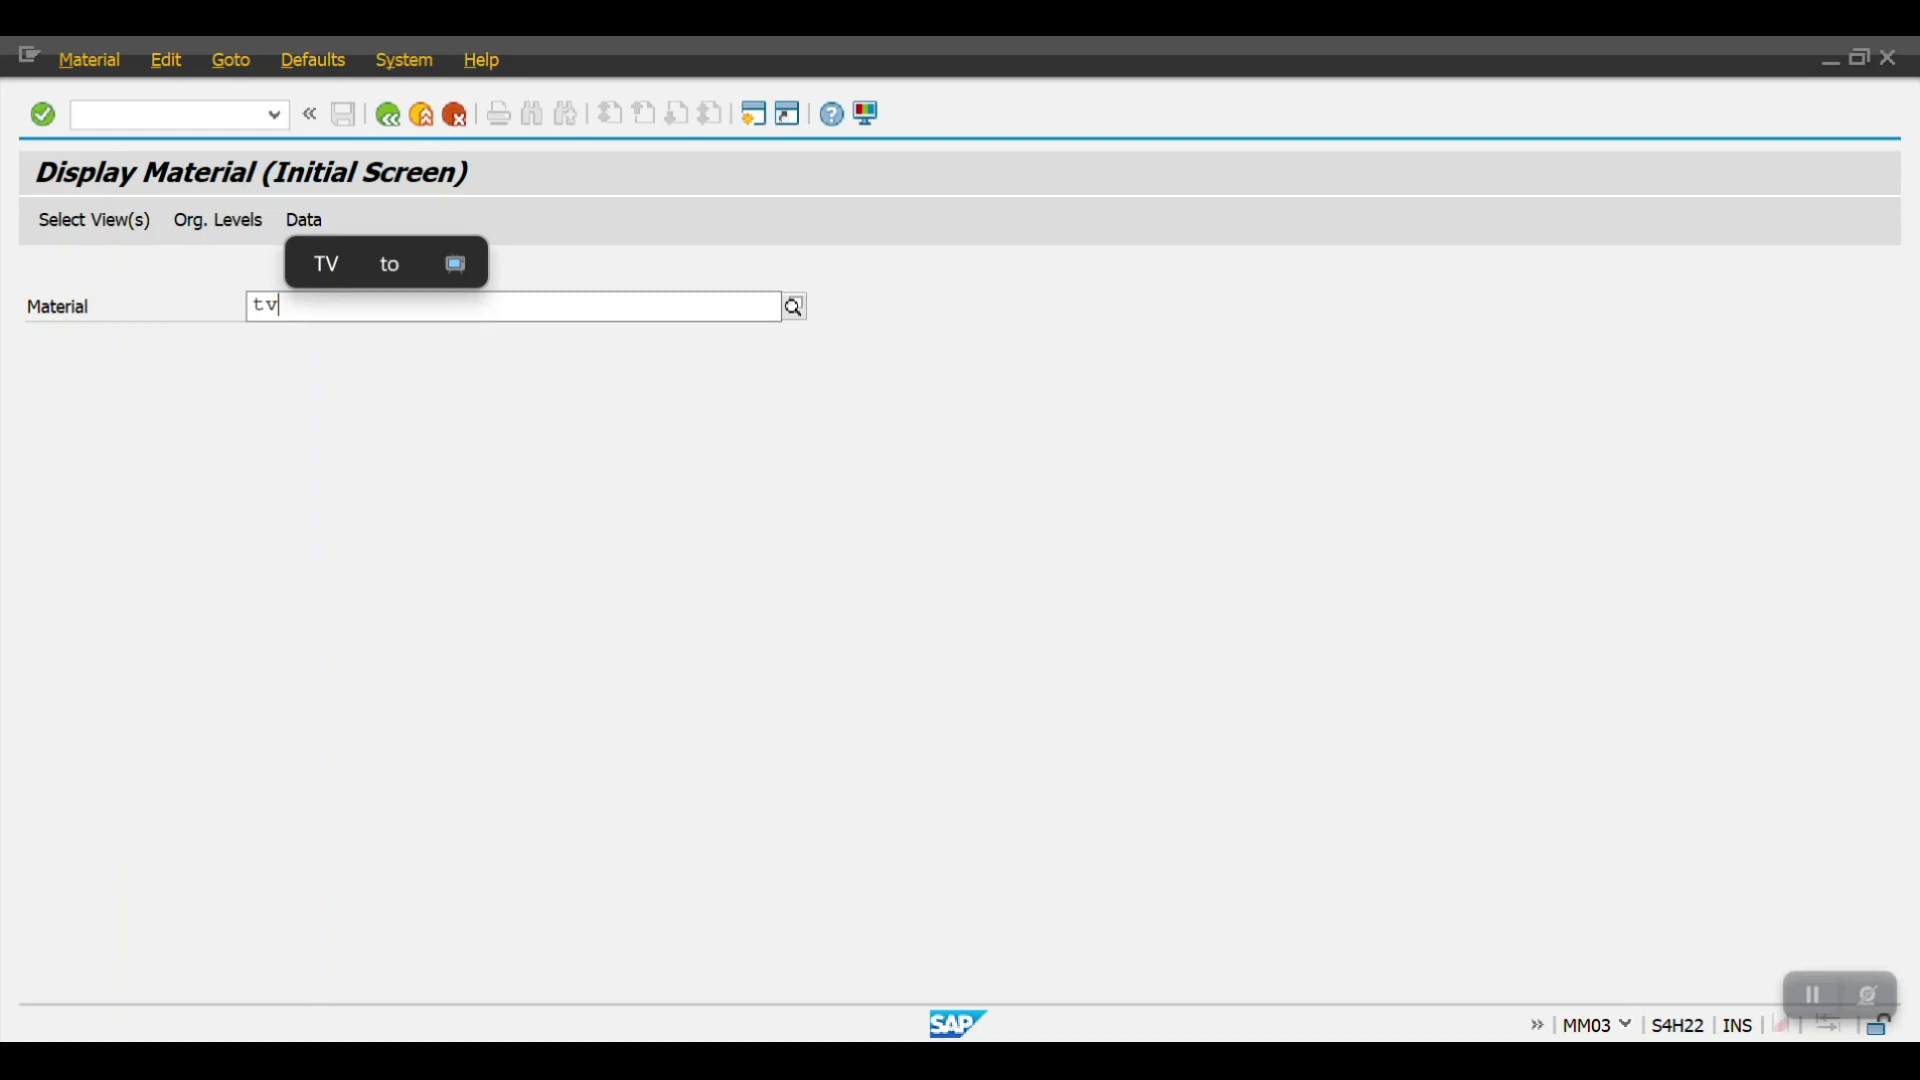 Material Edit Goto Defaults System Help
Display Material (Initial Screen)
Select View(s) Org. Levels Data
TV to
Material tv
SAP MM03 S4H22 INS